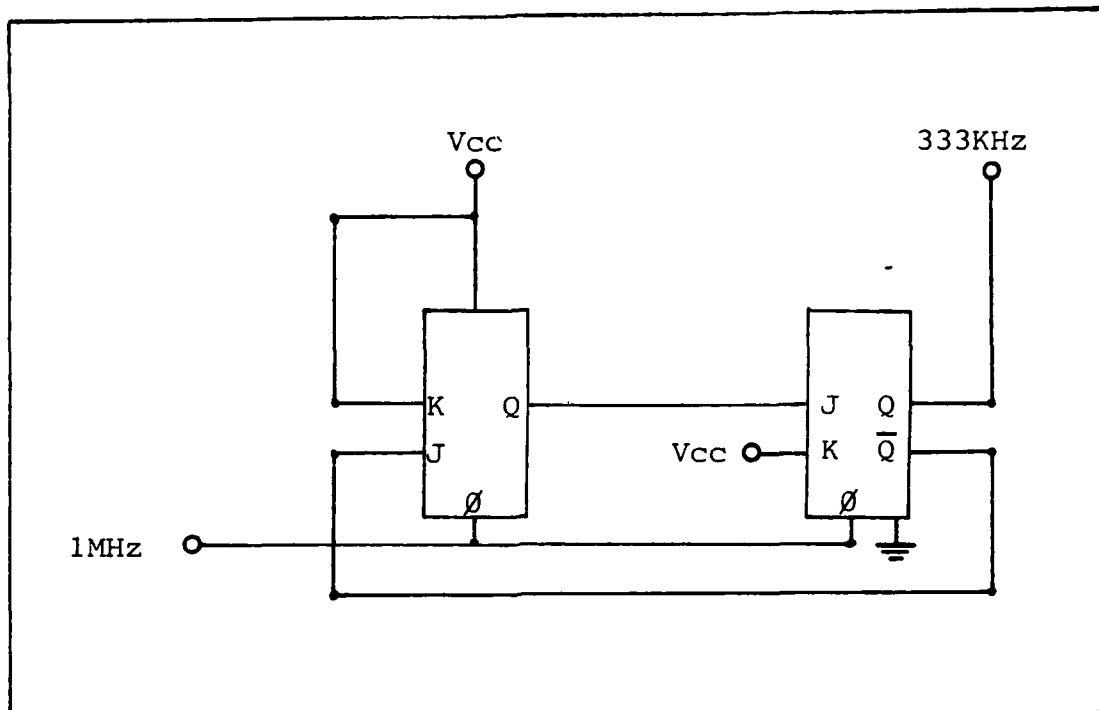 Vcc
333KHz
K Q
J
Ø
J Q
Vcc K Q̅
Ø
1MHz